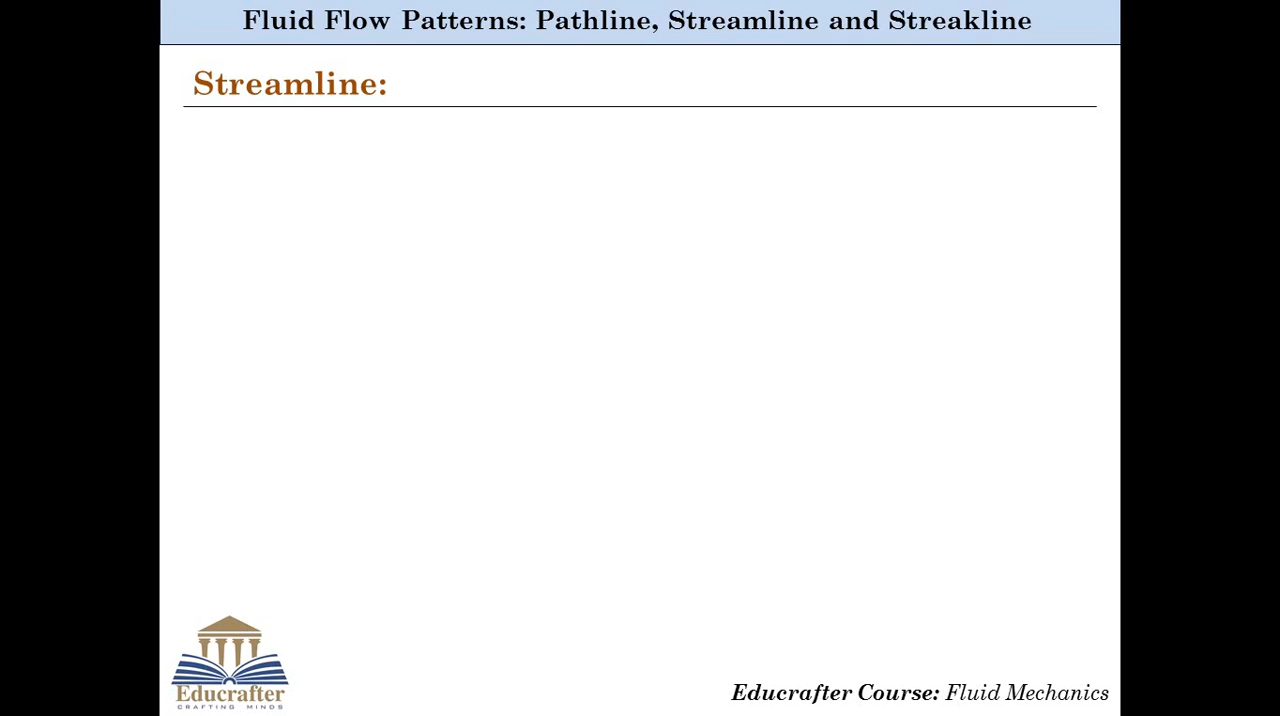 Fluid Flow Patterns: Pathline, Streamline and Streakline
Streamline:
Educrafter
CRAFTING MINDS
Educrafter Course: Fluid Mechanics